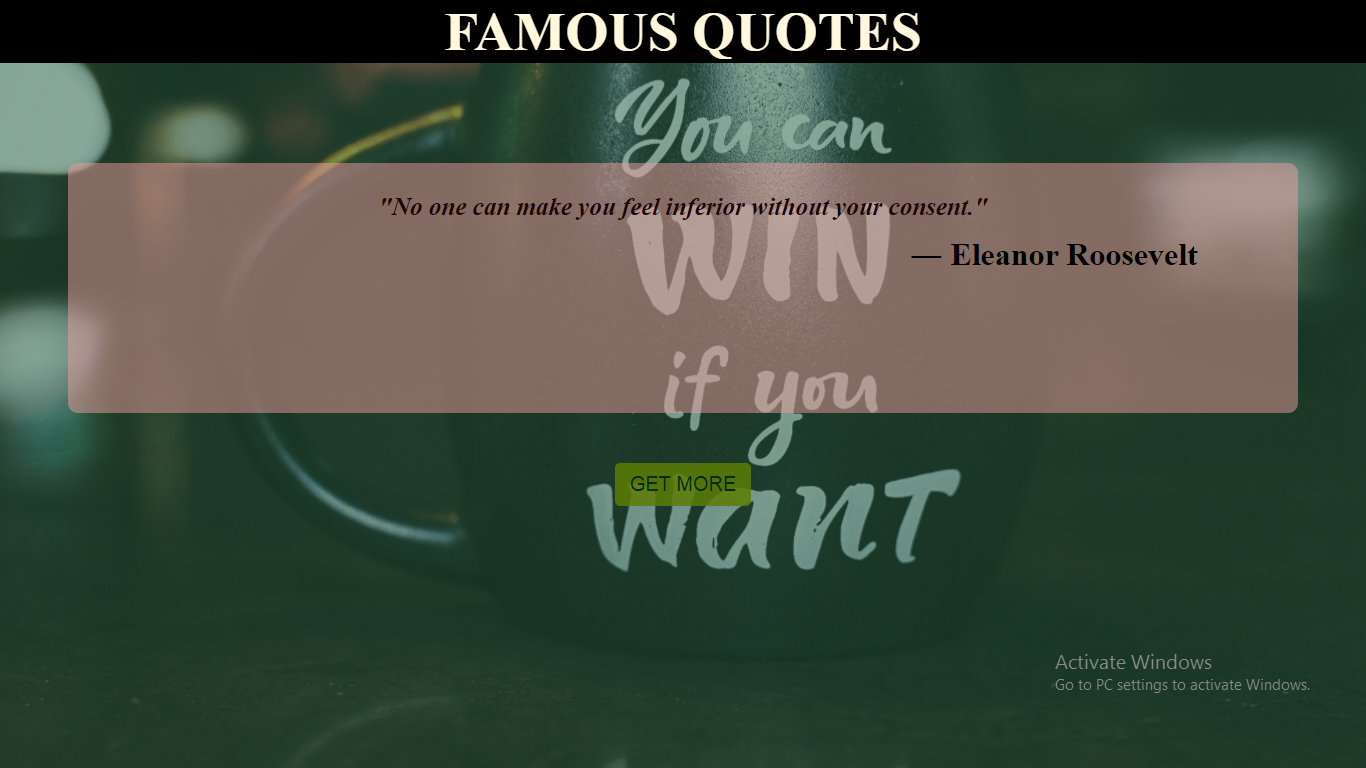 FAMOUS QUOTES
You can
"No one can make you feel inferior without your consent."
WIN
— Eleanor Roosevelt
if you
GET MORE
want
Activate Windows
Go to PC settings to activate Windows.